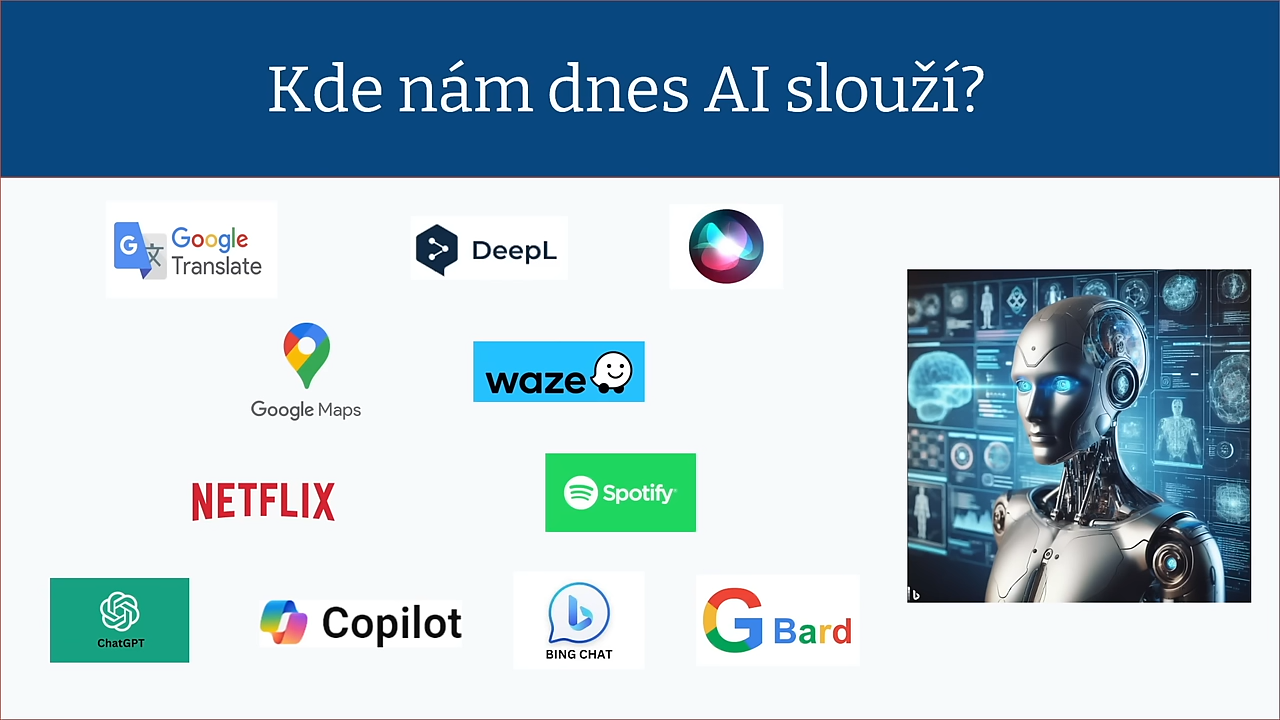 Kde nám dnes AI slouží?
Google
Translate
DeepL
Google Maps
waze
NETFLIX
Spotify®
ChatGPT
Copilot
BING CHAT
G Bard